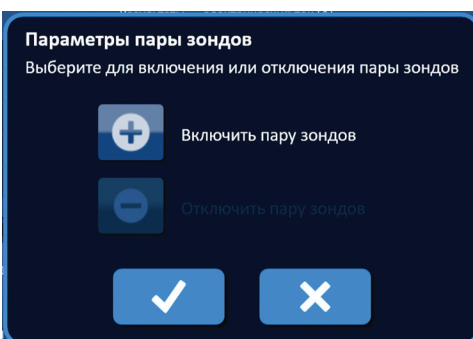 Параметры пары зондов
Выберите для включения или отключения пары зондов
Включить пару зондов
Отключить пару зондов